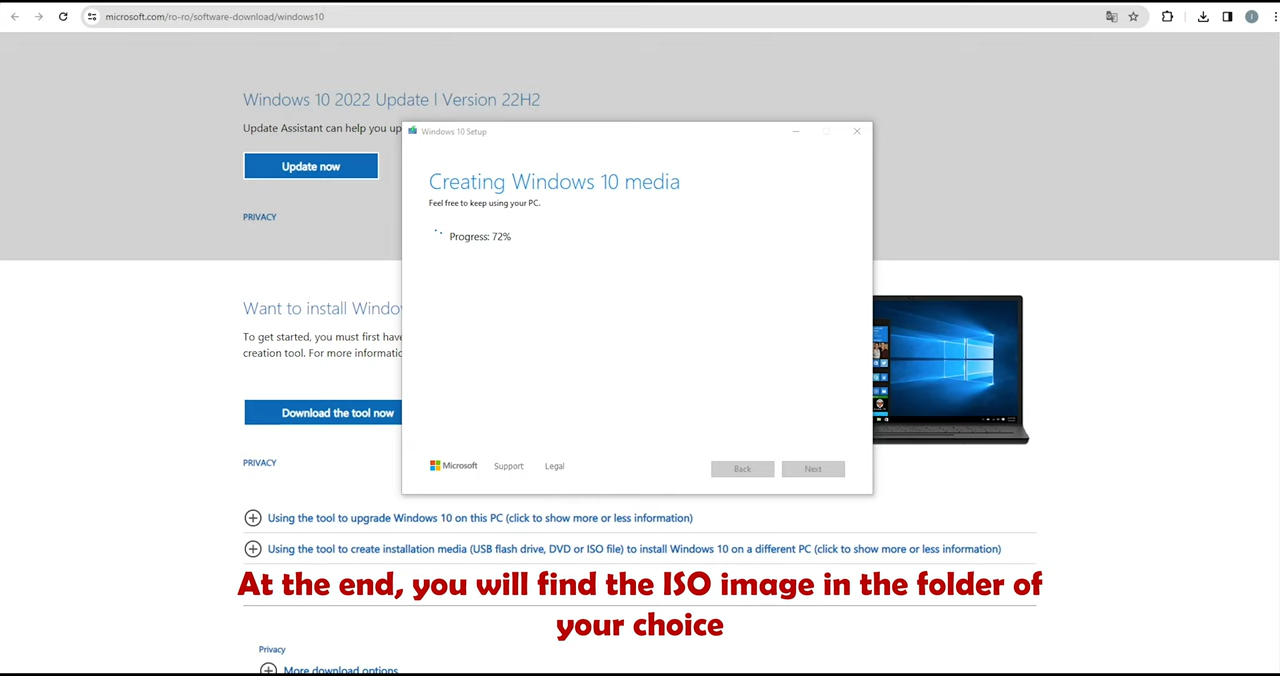 microsoft.com/ro-ro/software-download/windows10
Windows 10 2022 Update | Version 22H2
Update Assistant can help you up
Update now
PRIVACY
Windows 10 Setup
Creating Windows 10 media
Feel free to keep using your PC.
Progress: 72%
Microsoft Support Legal
Back Next
Want to install Windo
To get started, you must first have
creation tool. For more informatio
Download the tool now
PRIVACY
Using the tool to upgrade Windows 10 on this PC (click to show more or less information)
Using the tool to create installation media (USB flash drive, DVD or ISO file) to install Windows 10 on a different PC (click to show more or less information)
At the end, you will find the ISO image in the folder of
your choice
Privacy
More download options